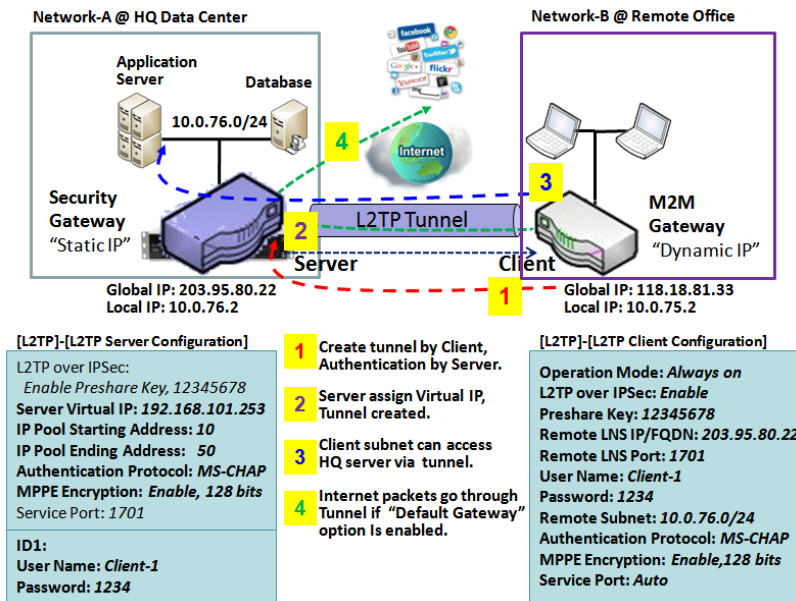 Network-A @ HQ Data Center
Network-B @ Remote Office
Application
Server
Database
10.0.76.0/24
facebook
YouTube
Google+
twitter
flickr
YAHOO!
my
Internet
4
3
Security
Gateway
“Static IP”
2
L2TP Tunnel
M2M
Gateway
“Dynamic IP”
Server
Client
1
Global IP: 203.95.80.22
Local IP: 10.0.76.2
Global IP: 118.18.81.33
Local IP: 10.0.75.2
[L2TP]-[L2TP Server Configuration]
L2TP over IPSec:
Enable Preshare Key, 12345678
Server Virtual IP: 192.168.101.253
IP Pool Starting Address: 10
IP Pool Ending Address: 50
Authentication Protocol: MS-CHAP
MPPE Encryption: Enable, 128 bits
Service Port: 1701
ID1:
User Name: Client-1
Password: 1234
1 Create tunnel by Client,
Authentication by Server.
2 Server assign Virtual IP,
Tunnel created.
3 Client subnet can access
HQ server via tunnel.
4 Internet packets go through
Tunnel if “Default Gateway”
option Is enabled.
[L2TP]-[L2TP Client Configuration]
Operation Mode: Always on
L2TP over IPSec: Enable
Preshare Key: 12345678
Remote LNS IP/FQDN: 203.95.80.22
Remote LNS Port: 1701
User Name: Client-1
Password: 1234
Remote Subnet: 10.0.76.0/24
Authentication Protocol: MS-CHAP
MPPE Encryption: Enable,128 bits
Service Port: Auto